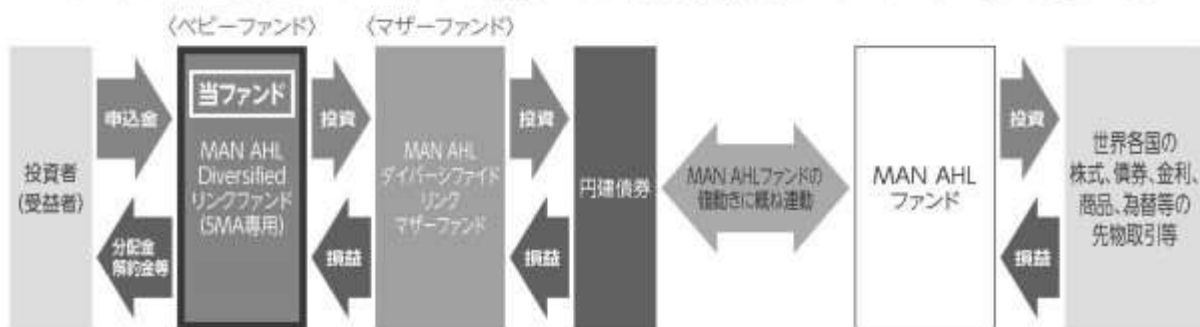 〈ベビーファンド〉
〈マザーファンド〉
投資者
(受益者)
申込金
分配金
解約金等
当ファンド
MAN AHL
Diversified
リンクファンド
(SMA専用)
投資
損益
MAN AHL
ダイバーシファイド
リンク
マザーファンド
投資
損益
円建債券
MAN AHLファンドの
値動きに概ね連動
MAN AHL
ファンド
投資
損益
世界各国の
株式、債券、金利、
商品、為替等の
先物取引等